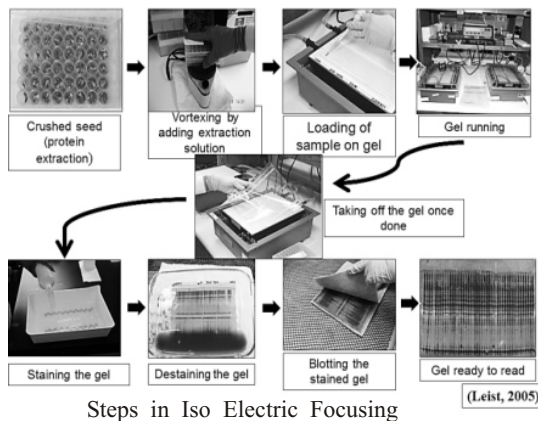 Crushed seed
(protein
extraction)
Vortexing by
adding extraction
solution
Loading of
sample on gel
Gel running
Taking off the gel once
done
Staining the gel
Destaining the gel
Blotting the
stained gel
Gel ready to read
(Leist, 2005)
Steps in Iso Electric Focusing